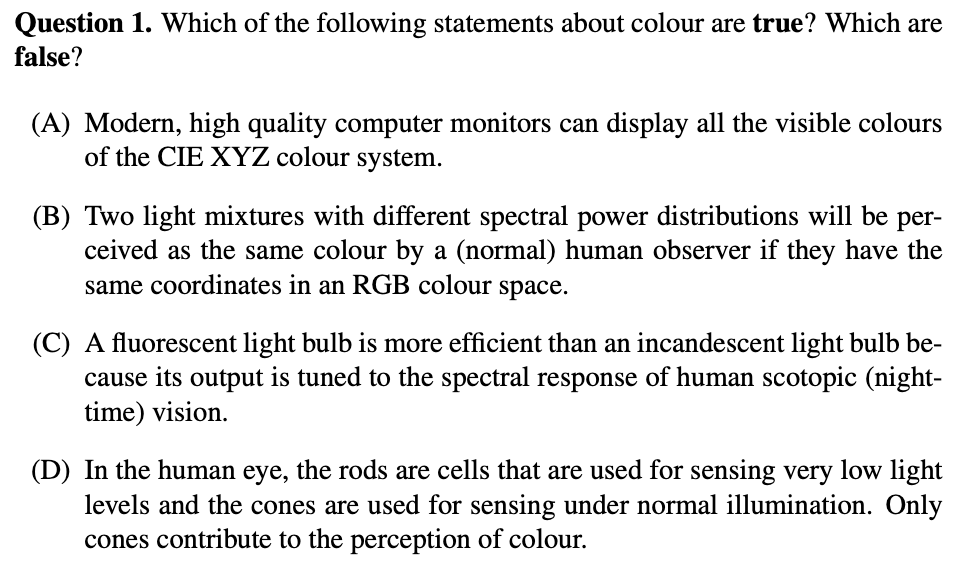 Question 1. Which of the following statements about colour are true? Which are
false?
(A) Modern, high quality computer monitors can display all the visible colours
of the CIE XYZ colour system.
(B) Two light mixtures with different spectral power distributions will be per-
ceived as the same colour by a (normal) human observer if they have the
same coordinates in an RGB colour space.
(C) A fluorescent light bulb is more efficient than an incandescent light bulb be-
cause its output is tuned to the spectral response of human scotopic (night-
time) vision.
(D) In the human eye, the rods are cells that are used for sensing very low light
levels and the cones are used for sensing under normal illumination. Only
cones contribute to the perception of colour.